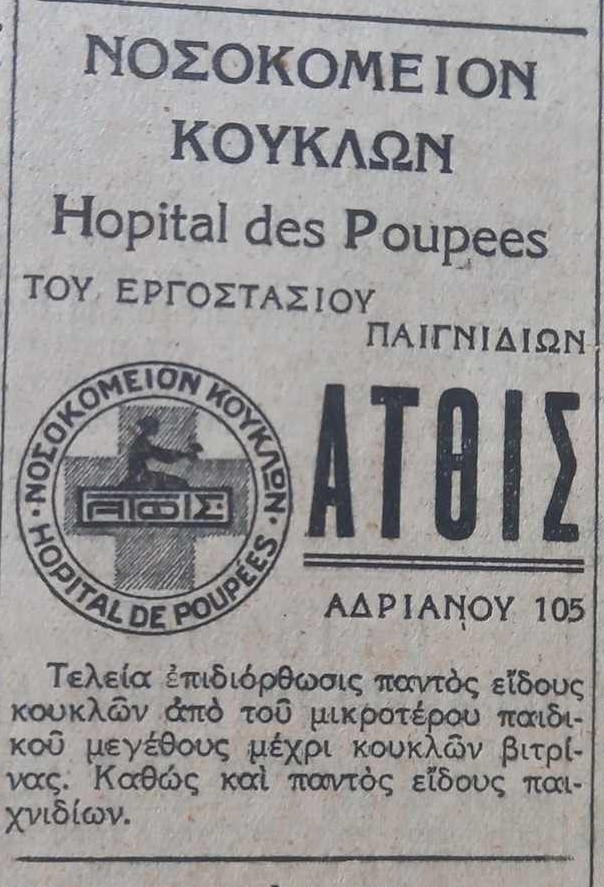 ΝΟΣΟΚΟΜΕΙΟΝ
ΚΟΥΚΛΩΝ
Hopital des Poupees
ΤΟΥ ΕΡΓΟΣΤΑΣΙΟΥ
ΠΑΙΓΝΙΔΙΩΝ
ΝΟΣΟΚΟΜΕΙΟΝ ΚΟΥΚΛΩΝ
ΑΤΘΙΣ
HOPITAL DE POUPÉES
ΑΤΘΙΣ
ΑΔΡΙΑΝΟΥ 105
Τελεία ἐπιδιόρθωσις παντὸς εἴδους
κουκλῶν ἀπὸ τοῦ μικροτέρου παιδι-
κοῦ μεγέθους μέχρι κουκλῶν βιτρί-
νας. Καθὼς καὶ παντὸς εἴδους παι-
χνιδίων.